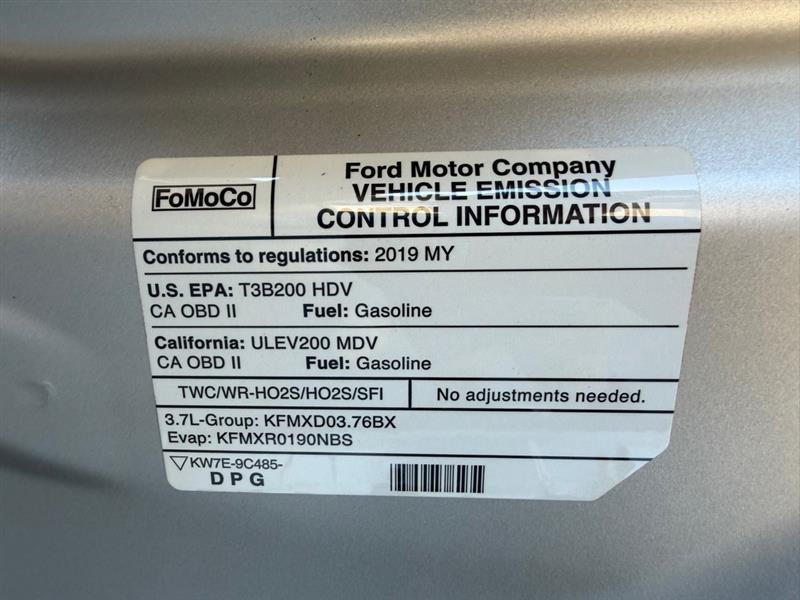 FoMoCo
Ford Motor Company
VEHICLE EMISSION
CONTROL INFORMATION
Conforms to regulations: 2019 MY
U.S. EPA: T3B200 HDV
CA OBD II Fuel: Gasoline
California: ULEV200 MDV
CA OBD II Fuel: Gasoline
TWC/WR-HO2S/HO2S/SFI
No adjustments needed.
3.7L-Group: KFMXD03.76BX
Evap: KFMXR0190NBS
KW7E-9C485-
D P G